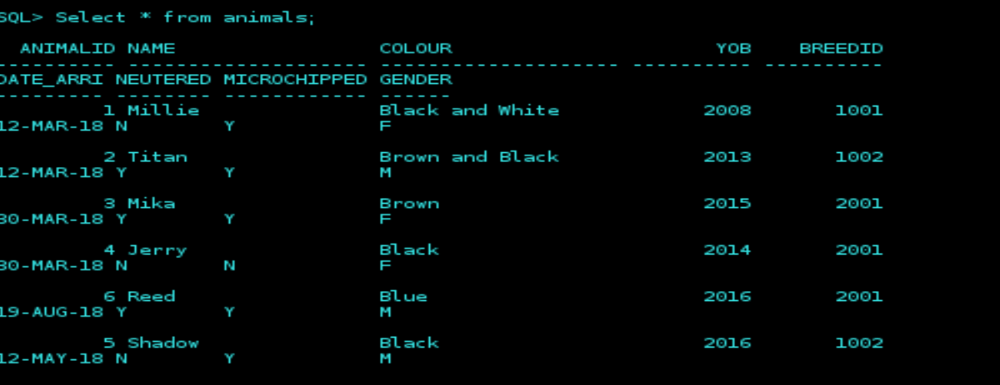 SQL> Select * from animals;
ANIMALID NAME COLOUR YOB BREEDID
---------- -------------------- -------------------- ---------- ----------
DATE_ARRI NEUTERED MICROCHIPPED GENDER
--------- -------- ------------ ------
1 Millie Black and White 2008 1001
12-MAR-18 N Y F
2 Titan Brown and Black 2013 1002
12-MAR-18 Y Y M
3 Mika Brown 2015 2001
30-MAR-18 Y Y F
4 Jerry Black 2014 2001
30-MAR-18 N N F
6 Reed Blue 2016 2001
19-AUG-18 Y Y M
5 Shadow Black 2016 1002
12-MAY-18 N Y M